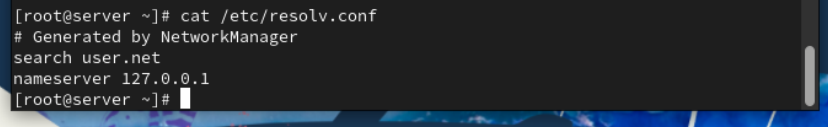 [root@server ~]# cat /etc/resolv.conf
# Generated by NetworkManager
search user.net
nameserver 127.0.0.1
[root@server ~]#